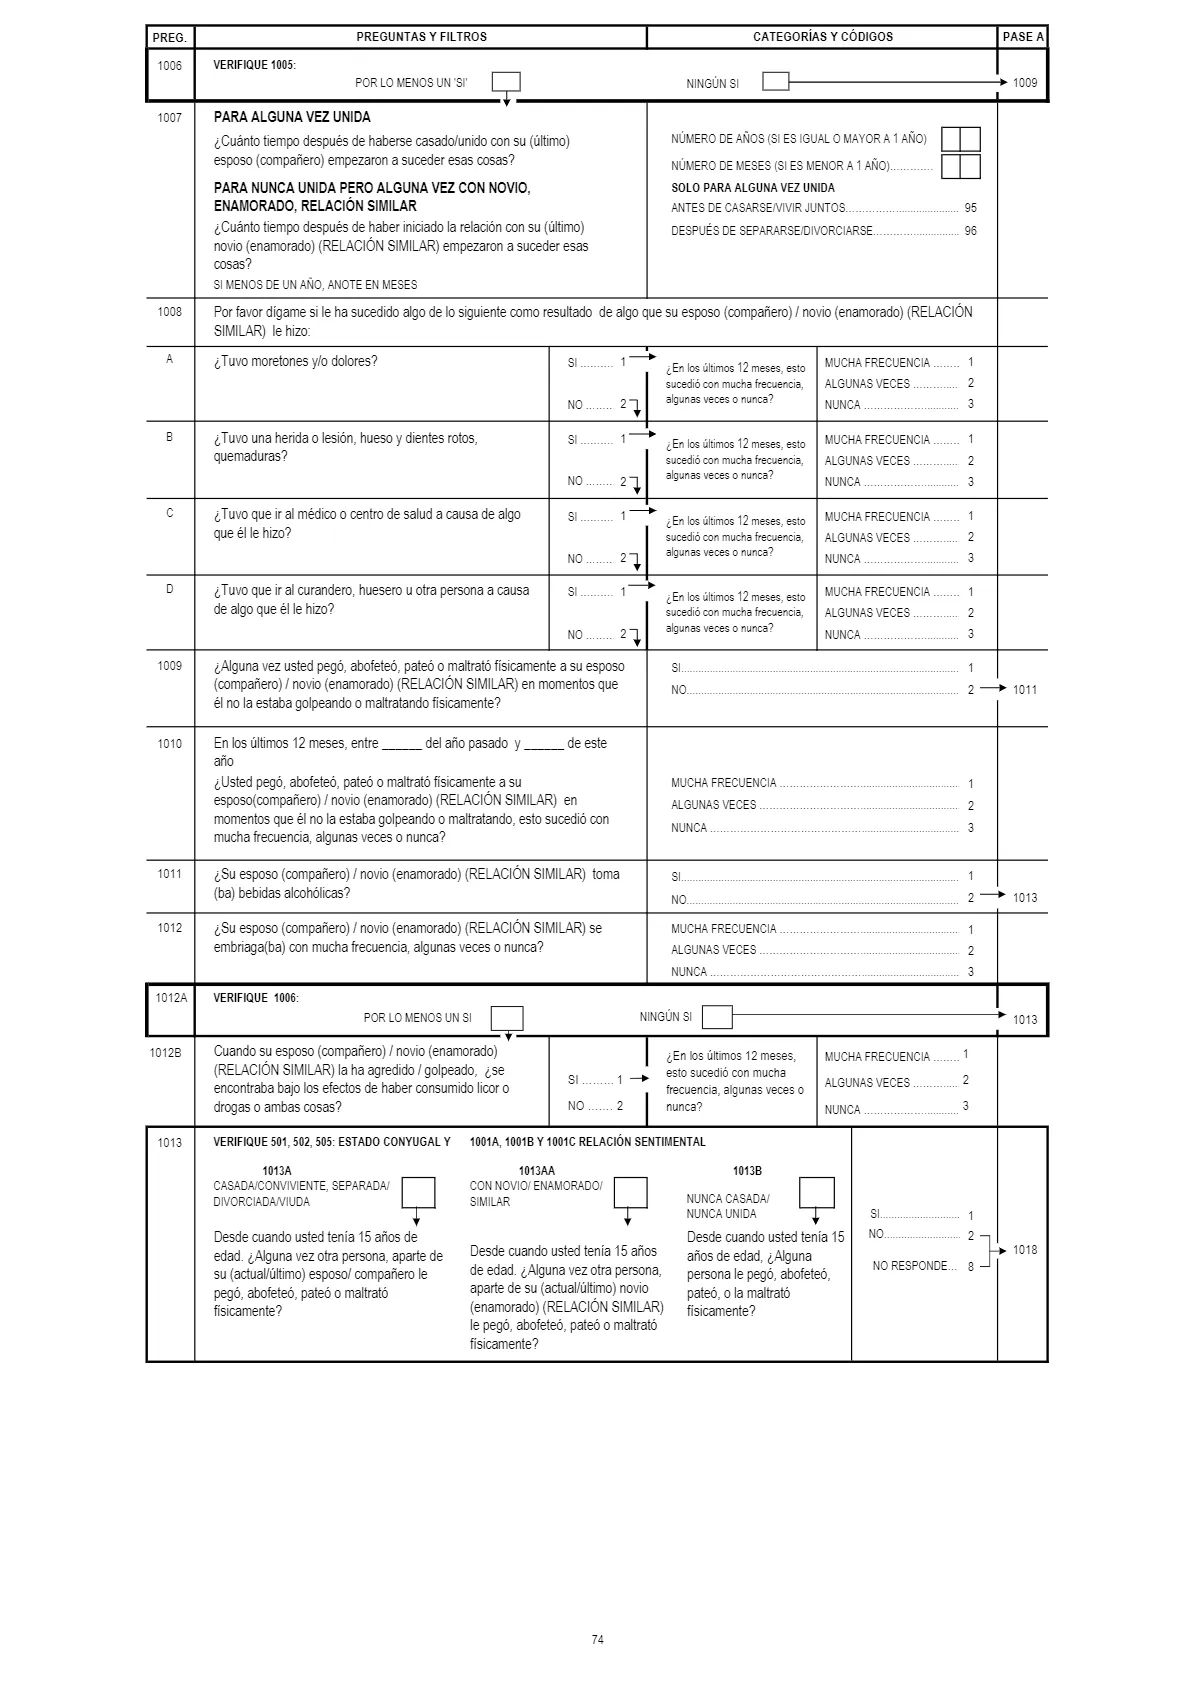 PREG.
PREGUNTAS Y FILTROS
CATEGORÍAS Y CÓDIGOS
PASE A
1006
VERIFIQUE 1005:
POR LO MENOS UN 'SI'
NINGÚN SI
1009
1007
PARA ALGUNA VEZ UNIDA
¿Cuánto tiempo después de haberse casado/unido con su (último)
esposo (compañero) empezaron a suceder esas cosas?
PARA NUNCA UNIDA PERO ALGUNA VEZ CON NOVIO,
ENAMORADO, RELACIÓN SIMILAR
¿Cuánto tiempo después de haber iniciado la relación con su (último)
novio (enamorado) (RELACIÓN SIMILAR) empezaron a suceder esas
cosas?
SI MENOS DE UN AÑO, ANOTE EN MESES
NÚMERO DE AÑOS (SI ES IGUAL O MAYOR A 1 AÑO)
NÚMERO DE MESES (SI ES MENOR A 1 AÑO).............
SOLO PARA ALGUNA VEZ UNIDA
ANTES DE CASARSE/VIVIR JUNTOS.................................... 95
DESPUÉS DE SEPARARSE/DIVORCIARSE........................... 96
1008
Por favor dígame si le ha sucedido algo de lo siguiente como resultado de algo que su esposo (compañero) / novio (enamorado) (RELACIÓN
SIMILAR) le hizo:
A
¿Tuvo moretones y/o dolores?
SI .......... 1
NO ........ 2
¿En los últimos 12 meses, esto
sucedió con mucha frecuencia,
algunas veces o nunca?
MUCHA FRECUENCIA ........ 1
ALGUNAS VECES .............. 2
NUNCA ............................. 3
B
¿Tuvo una herida o lesión, hueso y dientes rotos,
quemaduras?
SI .......... 1
NO ........ 2
¿En los últimos 12 meses, esto
sucedió con mucha frecuencia,
algunas veces o nunca?
MUCHA FRECUENCIA ........ 1
ALGUNAS VECES .............. 2
NUNCA ............................. 3
C
¿Tuvo que ir al médico o centro de salud a causa de algo
que él le hizo?
SI .......... 1
NO ........ 2
¿En los últimos 12 meses, esto
sucedió con mucha frecuencia,
algunas veces o nunca?
MUCHA FRECUENCIA ........ 1
ALGUNAS VECES .............. 2
NUNCA ............................. 3
D
¿Tuvo que ir al curandero, huesero u otra persona a causa
de algo que él le hizo?
SI .......... 1
NO ........ 2
¿En los últimos 12 meses, esto
sucedió con mucha frecuencia,
algunas veces o nunca?
MUCHA FRECUENCIA ........ 1
ALGUNAS VECES .............. 2
NUNCA ............................. 3
1009
¿Alguna vez usted pegó, abofeteó, pateó o maltrató físicamente a su esposo
(compañero) / novio (enamorado) (RELACIÓN SIMILAR) en momentos que
él no la estaba golpeando o maltratando físicamente?
SI................................................................................ 1
NO............................................................................... 2
1011
1010
En los últimos 12 meses, entre ______ del año pasado y ______ de este
año
¿Usted pegó, abofeteó, pateó o maltrató físicamente a su
esposo(compañero) / novio (enamorado) (RELACIÓN SIMILAR) en
momentos que él no la estaba golpeando o maltratando, esto sucedió con
mucha frecuencia, algunas veces o nunca?
MUCHA FRECUENCIA ...................................................... 1
ALGUNAS VECES ............................................................ 2
NUNCA ........................................................................... 3
1011
¿Su esposo (compañero) / novio (enamorado) (RELACIÓN SIMILAR) toma
(ba) bebidas alcohólicas?
SI................................................................................ 1
NO............................................................................... 2
1013
1012
¿Su esposo (compañero) / novio (enamorado) (RELACIÓN SIMILAR) se
embriaga(ba) con mucha frecuencia, algunas veces o nunca?
MUCHA FRECUENCIA ...................................................... 1
ALGUNAS VECES ............................................................ 2
NUNCA ........................................................................... 3
1012A
VERIFIQUE 1006:
POR LO MENOS UN SI
NINGÚN SI
1013
1012B
Cuando su esposo (compañero) / novio (enamorado)
(RELACIÓN SIMILAR) la ha agredido / golpeado, ¿se
encontraba bajo los efectos de haber consumido licor o
drogas o ambas cosas?
SI ......... 1
NO ....... 2
¿En los últimos 12 meses,
esto sucedió con mucha
frecuencia, algunas veces o
nunca?
MUCHA FRECUENCIA ........ 1
ALGUNAS VECES .............. 2
NUNCA ............................. 3
1013
VERIFIQUE 501, 502, 505: ESTADO CONYUGAL Y 1001A, 1001B Y 1001C RELACIÓN SENTIMENTAL
1013A
CASADA/CONVIVIENTE, SEPARADA/
DIVORCIADA/VIUDA
Desde cuando usted tenía 15 años de
edad. ¿Alguna vez otra persona, aparte de
su (actual/último) esposo/ compañero le
pegó, abofeteó, pateó o maltrató
físicamente?
1013AA
CON NOVIO/ ENAMORADO/
SIMILAR
Desde cuando usted tenía 15 años
de edad. ¿Alguna vez otra persona,
aparte de su (actual/último) novio
(enamorado) (RELACIÓN SIMILAR)
le pegó, abofeteó, pateó o maltrató
físicamente?
1013B
NUNCA CASADA/
NUNCA UNIDA
Desde cuando usted tenía 15
años de edad, ¿Alguna
persona le pegó, abofeteó,
pateó, o la maltrató
físicamente?
SI............................ 1
NO........................... 2
NO RESPONDE... 8
1018
74